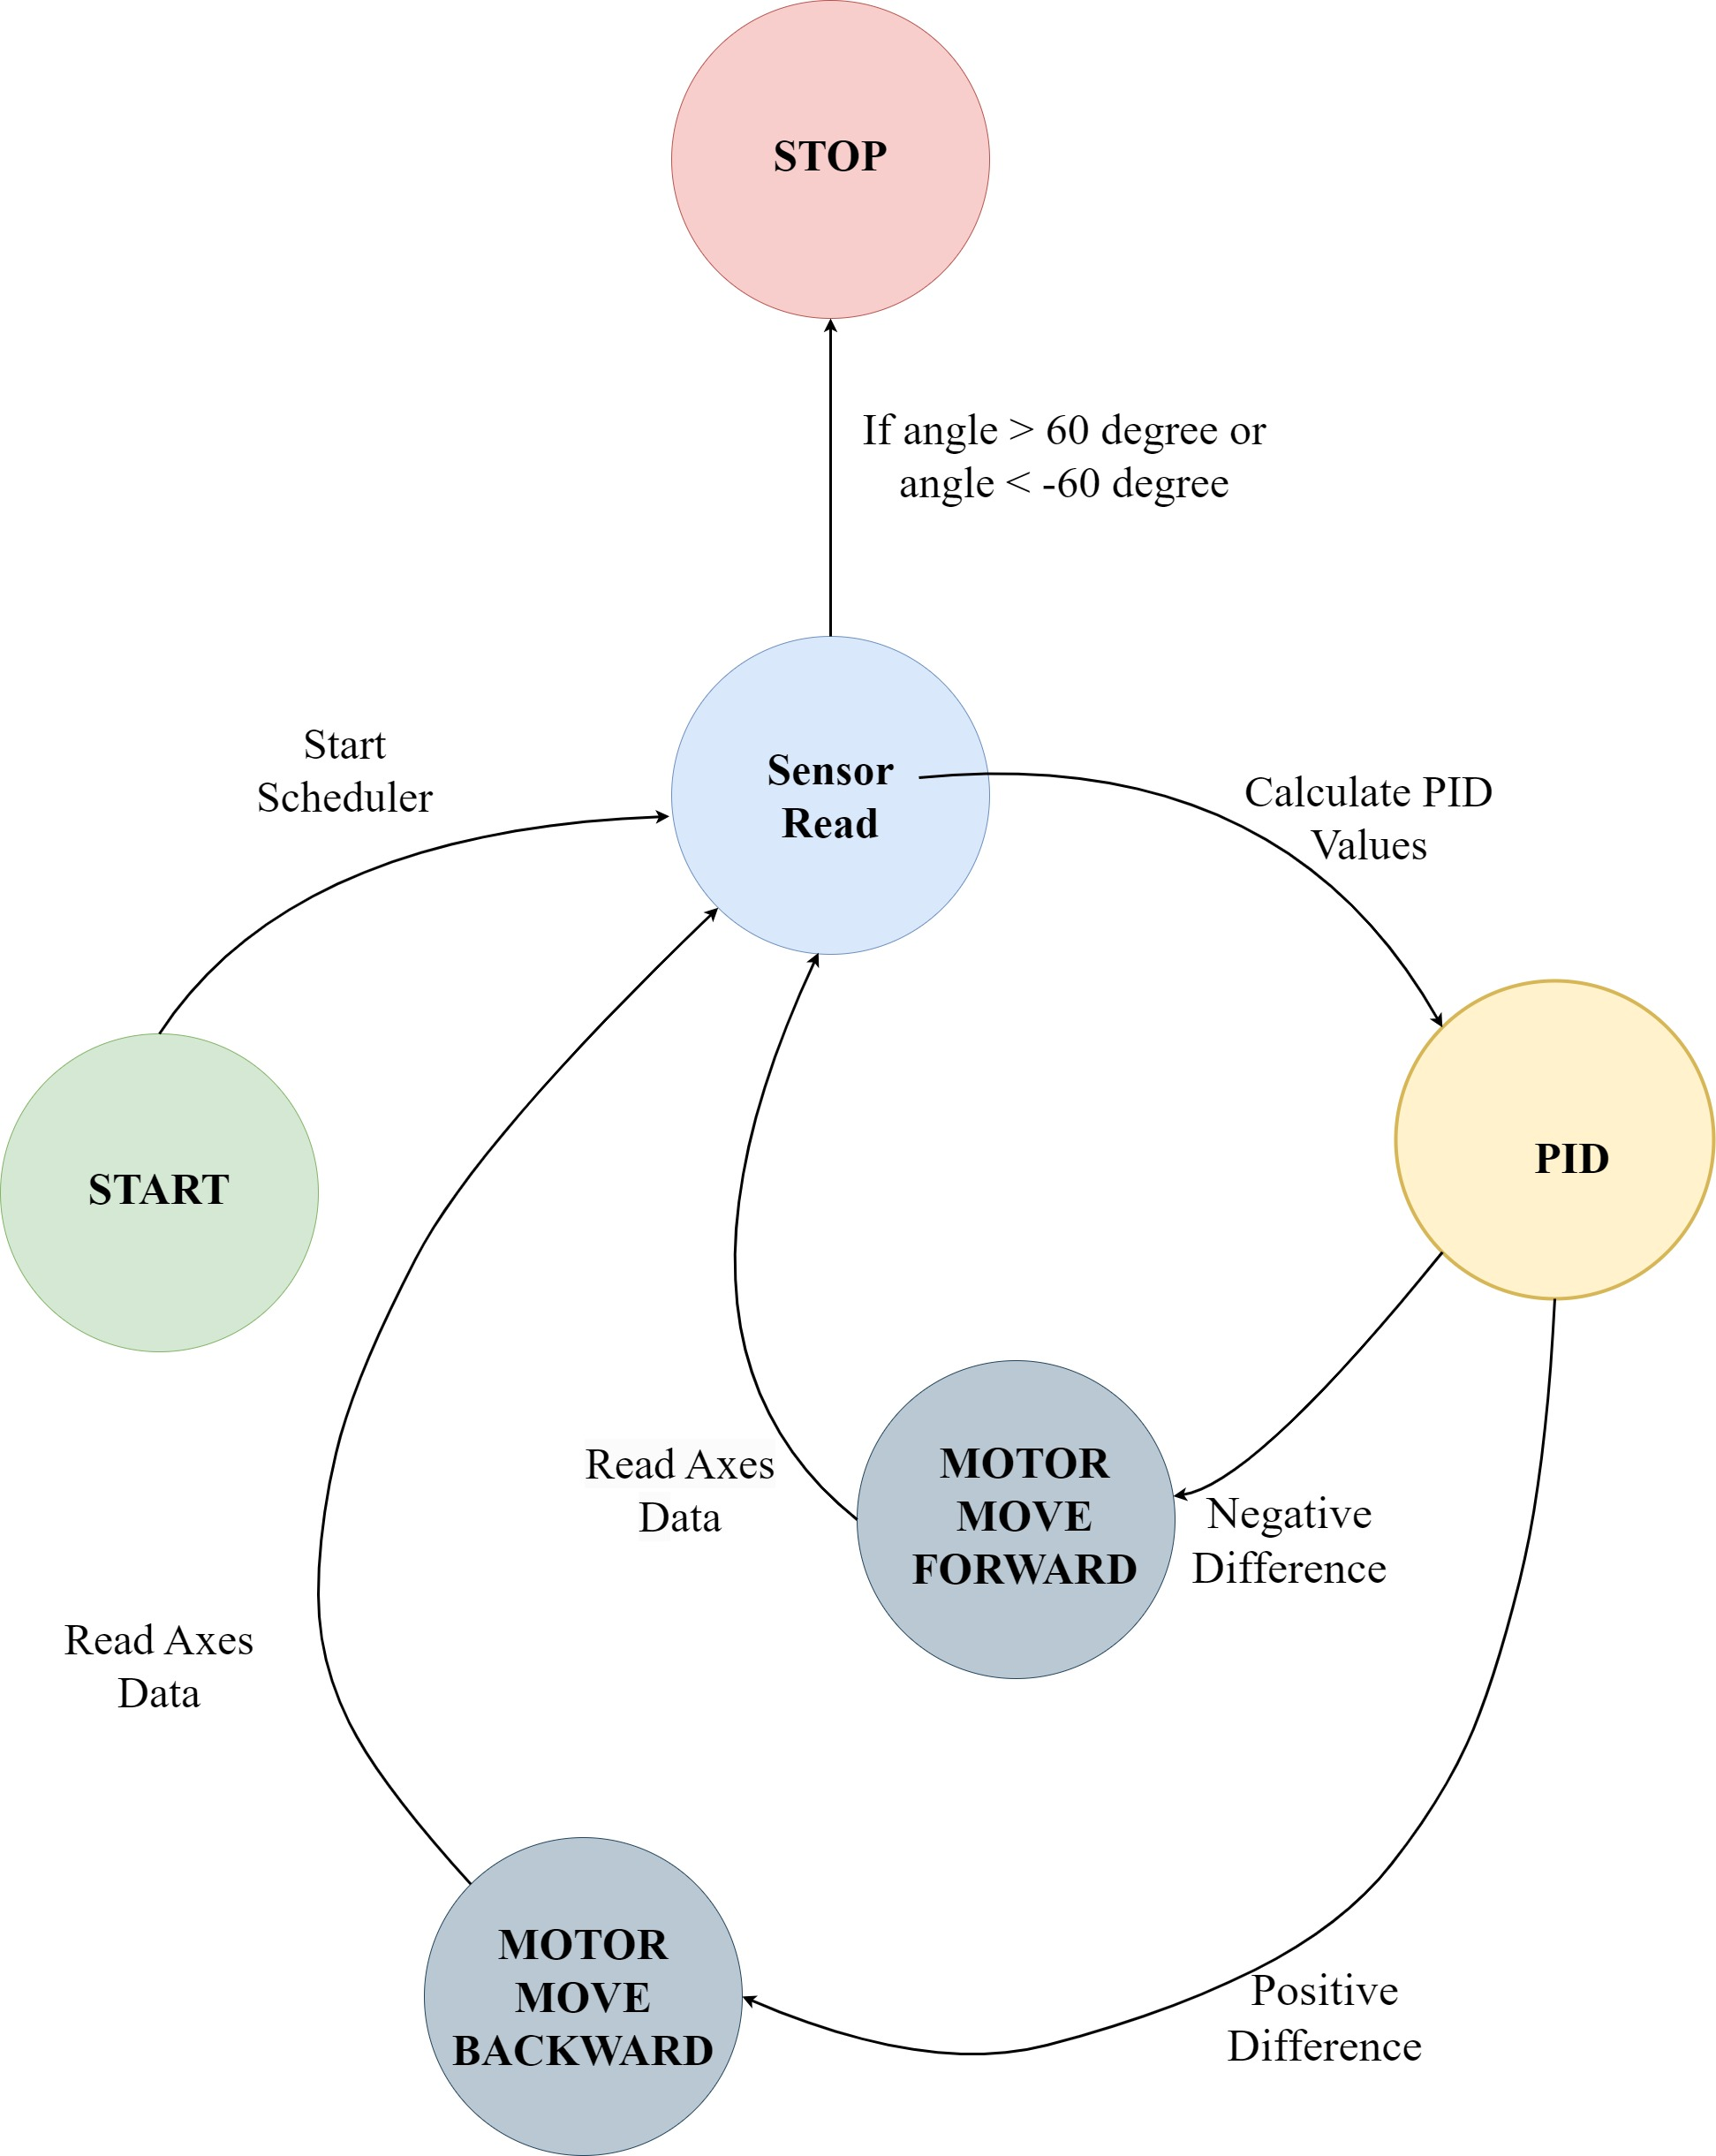 STOP
If angle > 60 degree or
angle < -60 degree
Start
Scheduler
Sensor
Read
Calculate PID
Values
START
PID
Read Axes
Data
MOTOR
MOVE
FORWARD
Negative
Difference
Read Axes
Data
MOTOR
MOVE
BACKWARD
Positive
Difference